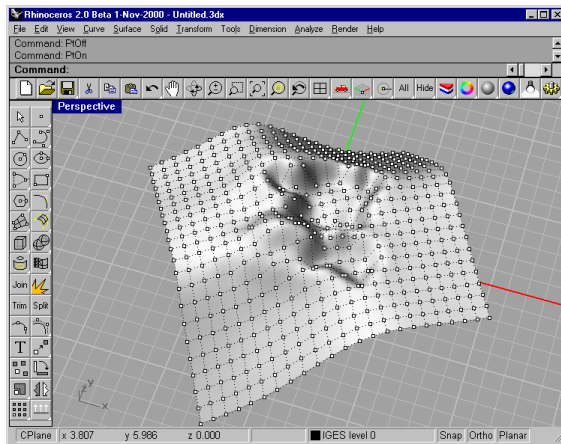 Rhinoceros 2.0 Beta 1-Nov-2000 - Untitled.3dx
File Edit View Curve Surface Solid Transform Tools Dimension Analyze Render Help
Command: PtOff
Command: PtOn
Command:
All Hide
Perspective
Join
Trim Split
T
z y
x
CPlane x 3.807 y 5.986 z 0.000 IGES level 0 Snap Ortho Planar